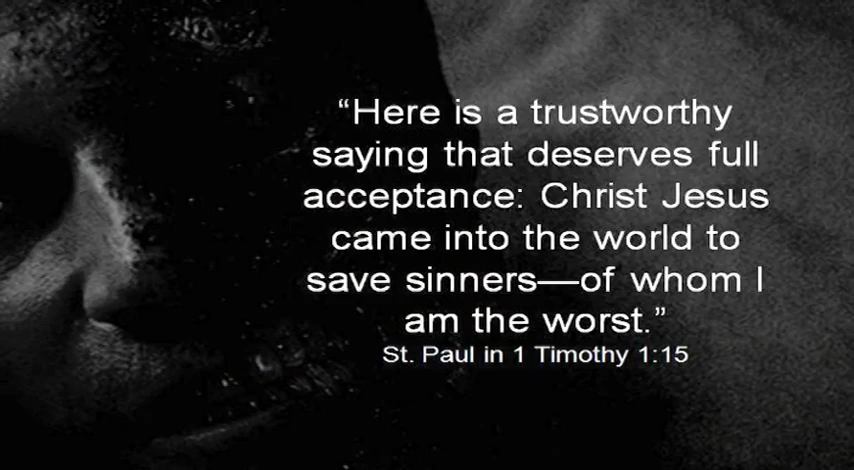 “Here is a trustworthy
saying that deserves full
acceptance: Christ Jesus
came into the world to
save sinners—of whom I
am the worst.”
St. Paul in 1 Timothy 1:15